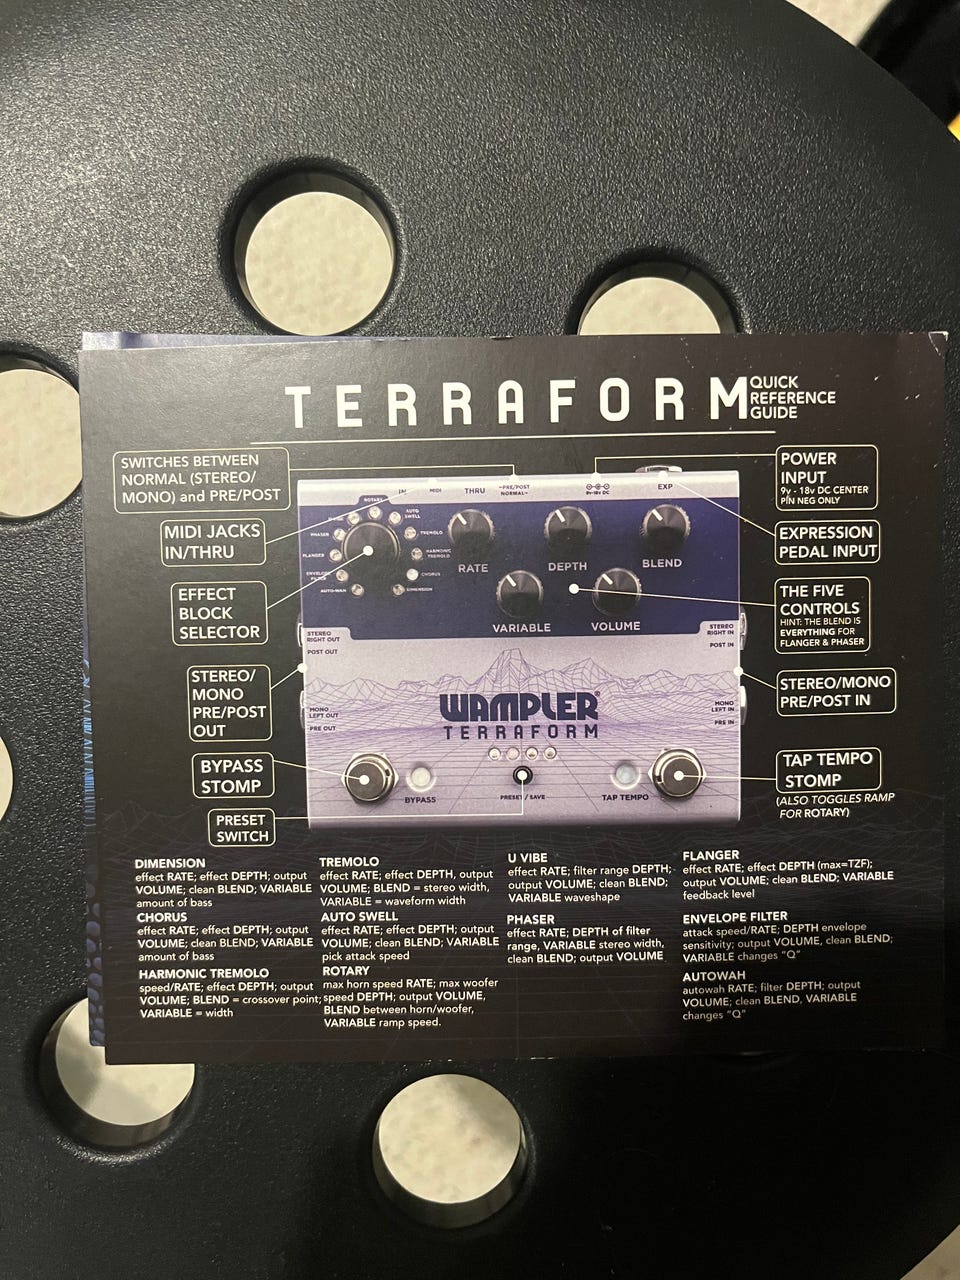 TERRAFORM
QUICK
REFERENCE
GUIDE
SWITCHES BETWEEN
NORMAL (STEREO/
MONO) and PRE/POST
MIDI JACKS
IN/THRU
EFFECT
BLOCK
SELECTOR
STEREO/
MONO
PRE/POST
OUT
BYPASS
STOMP
PRESET
SWITCH
POWER
INPUT
9v - 18v DC CENTER
PIN NEG ONLY
EXPRESSION
PEDAL INPUT
THE FIVE
CONTROLS
HINT: THE BLEND IS
EVERYTHING FOR
FLANGER & PHASER
STEREO/MONO
PRE/POST IN
TAP TEMPO
STOMP
(ALSO TOGGLES RAMP
FOR ROTARY)
IN
MIDI
THRU
~PRE/POST
NORMAL~
9v-18v DC
EXP
ROTARY
AUTO
SWELL
PHASER
TREMOLO
FLANGER
HARMONIC
TREMOLO
ENVELOPE
FILTER
CHORUS
AUTO-WAH
DIMENSION
RATE
DEPTH
BLEND
VARIABLE
VOLUME
STEREO
RIGHT OUT
POST OUT
STEREO
RIGHT IN
POST IN
MONO
LEFT OUT
PRE OUT
MONO
LEFT IN
PRE IN
WAMPLER®
TERRAFORM
BYPASS
PRESET / SAVE
TAP TEMPO
DIMENSION
effect RATE; effect DEPTH; output
VOLUME; clean BLEND; VARIABLE
amount of bass
CHORUS
effect RATE; effect DEPTH; output
VOLUME; clean BLEND; VARIABLE
amount of bass
HARMONIC TREMOLO
speed/RATE; effect DEPTH; output
VOLUME; BLEND = crossover point;
VARIABLE = width
TREMOLO
effect RATE; effect DEPTH, output
VOLUME; BLEND = stereo width,
VARIABLE = waveform width
AUTO SWELL
effect RATE; effect DEPTH; output
VOLUME; clean BLEND; VARIABLE
pick attack speed
ROTARY
max horn speed RATE; max woofer
speed DEPTH; output VOLUME,
BLEND between horn/woofer,
VARIABLE ramp speed.
U VIBE
effect RATE; filter range DEPTH;
output VOLUME; clean BLEND;
VARIABLE waveshape
PHASER
effect RATE; DEPTH of filter
range, VARIABLE stereo width,
clean BLEND; output VOLUME
FLANGER
effect RATE; effect DEPTH (max=TZF);
output VOLUME; clean BLEND; VARIABLE
feedback level
ENVELOPE FILTER
attack speed/RATE; DEPTH envelope
sensitivity; output VOLUME, clean BLEND;
VARIABLE changes "Q"
AUTOWAH
autowah RATE; filter DEPTH; output
VOLUME; clean BLEND, VARIABLE
changes "Q"